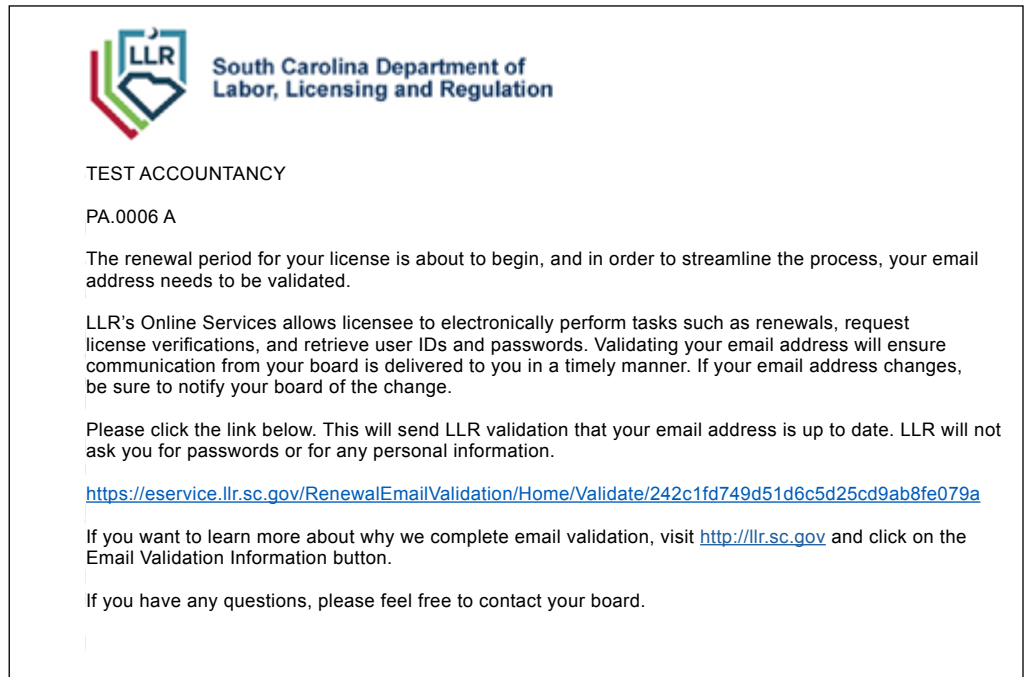 LLR
South Carolina Department of
Labor, Licensing and Regulation
TEST ACCOUNTANCY
PA.0006 A
The renewal period for your license is about to begin, and in order to streamline the process, your email
address needs to be validated.
LLR's Online Services allows licensee to electronically perform tasks such as renewals, request
license verifications, and retrieve user IDs and passwords. Validating your email address will ensure
communication from your board is delivered to you in a timely manner. If your email address changes,
be sure to notify your board of the change.
Please click the link below. This will send LLR validation that your email address is up to date. LLR will not
ask you for passwords or for any personal information.
https://eservice.llr.sc.gov/RenewalEmailValidation/Home/Validate/242c1fd749d51d6c5d25cd9ab8fe079a
If you want to learn more about why we complete email validation, visit http://llr.sc.gov and click on the
Email Validation Information button.
If you have any questions, please feel free to contact your board.